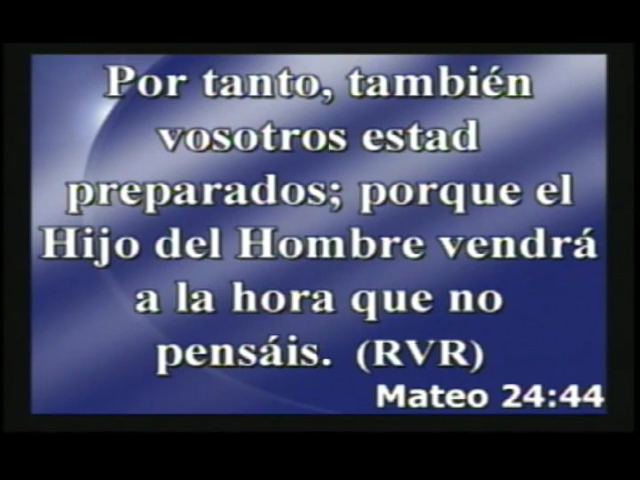 Por tanto, también
vosotros estad
preparados; porque el
Hijo del Hombre vendrá
a la hora que no
pensáis. (RVR)
Mateo 24:44